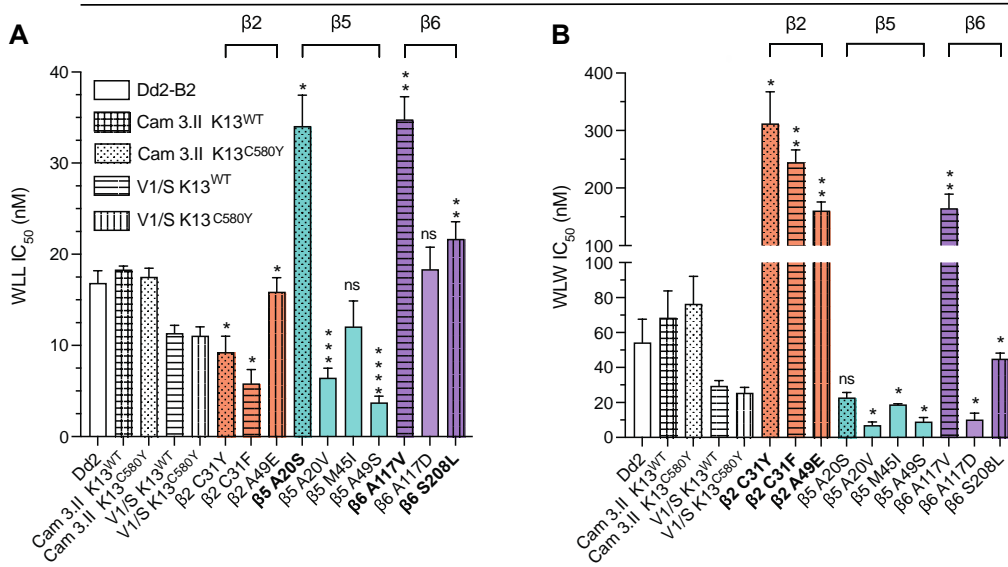 β2 β5 β6
A
WLL IC50 (nM)
40
30
20
10
0
Dd2-B2
Cam 3.II K13WT
Cam 3.II K13C580Y
V1/S K13WT
V1/S K13C580Y
* * * * *** ns **** ** ns **
Dd2
Cam 3.II K13WT
Cam 3.II K13C580Y
V1/S K13WT
V1/S K13C580Y
β2 C31Y
β2 C31F
β2 A49E
β5 A20S
β5 A20V
β5 M45I
β5 A49S
β6 A117V
β6 A117D
β6 S208L
β2 β5 β6
B
WLW IC50 (nM)
400
300
200
100
100
80
60
40
20
0
* ** ** ns * * * ** * *
Dd2
Cam 3.II K13WT
Cam 3.II K13C580Y
V1/S K13WT
V1/S K13C580Y
β2 C31Y
β2 C31F
β2 A49E
β5 A20S
β5 A20V
β5 M45I
β5 A49S
β6 A117V
β6 A117D
β6 S208L